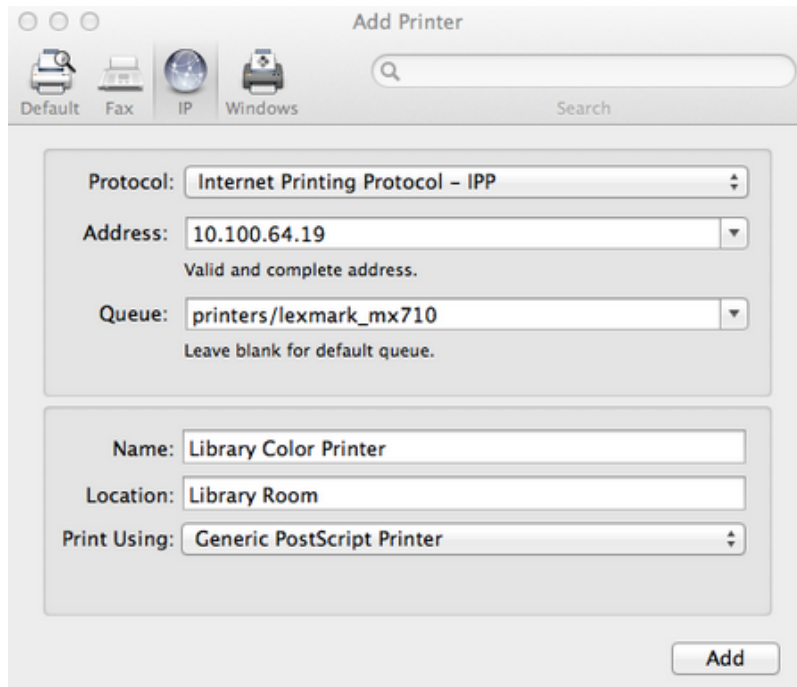 Add Printer
Default Fax IP Windows Search
Protocol: Internet Printing Protocol – IPP
Address: 10.100.64.19
Valid and complete address.
Queue: printers/lexmark_mx710
Leave blank for default queue.
Name: Library Color Printer
Location: Library Room
Print Using: Generic PostScript Printer
Add